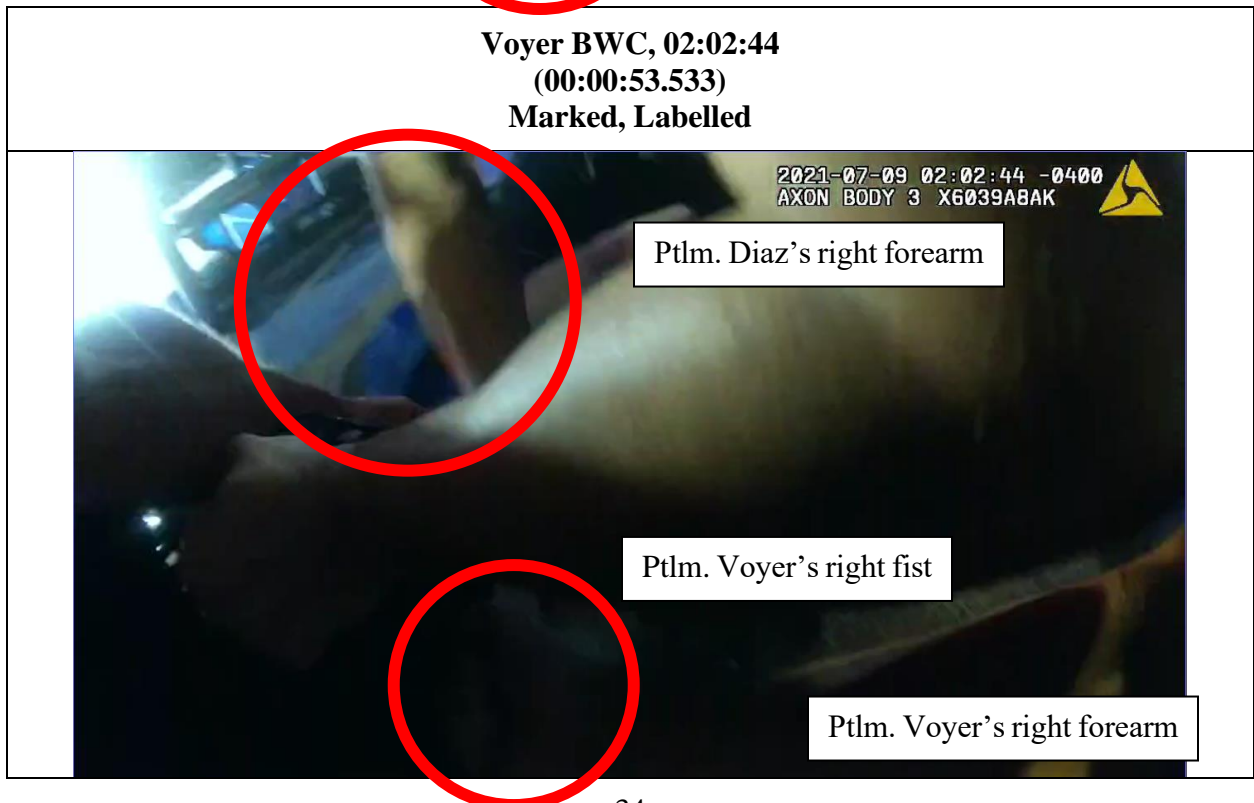 Voyer BWC, 02:02:44
(00:00:53.533)
Marked, Labelled
2021-07-09 02:02:44 -0400
AXON BODY 3 X6039A8AK
Ptlm. Diaz's right forearm
Ptlm. Voyer's right fist
Ptlm. Voyer's right forearm